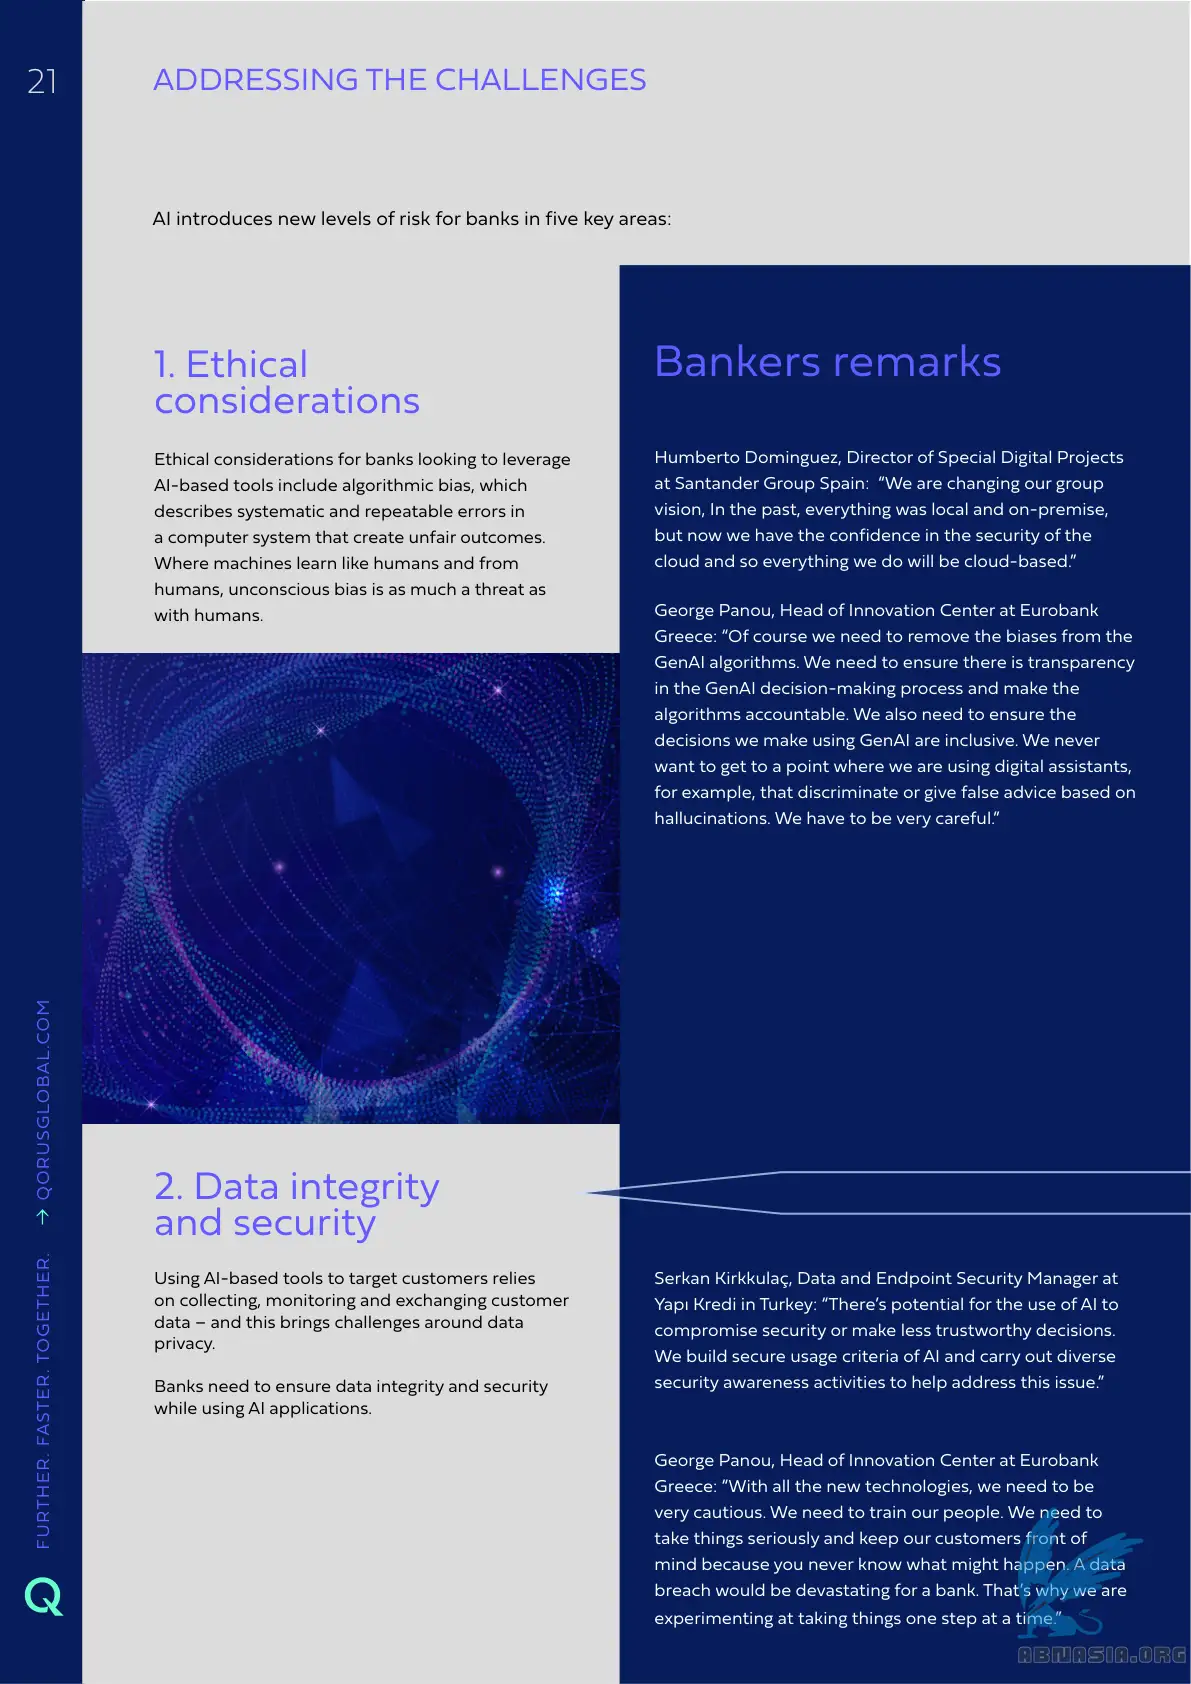 21
ADDRESSING THE CHALLENGES
AI introduces new levels of risk for banks in five key areas:
1. Ethical
considerations
Ethical considerations for banks looking to leverage
AI-based tools include algorithmic bias, which
describes systematic and repeatable errors in
a computer system that create unfair outcomes.
Where machines learn like humans and from
humans, unconscious bias is as much a threat as
with humans.
Bankers remarks
Humberto Dominguez, Director of Special Digital Projects
at Santander Group Spain:  “We are changing our group
vision, In the past, everything was local and on-premise,
but now we have the confidence in the security of the
cloud and so everything we do will be cloud-based.”
George Panou, Head of Innovation Center at Eurobank
Greece: “Of course we need to remove the biases from the
GenAI algorithms. We need to ensure there is transparency
in the GenAI decision-making process and make the
algorithms accountable. We also need to ensure the
decisions we make using GenAI are inclusive. We never
want to get to a point where we are using digital assistants,
for example, that discriminate or give false advice based on
hallucinations. We have to be very careful.”
2. Data integrity
and security
Using AI-based tools to target customers relies
on collecting, monitoring and exchanging customer
data – and this brings challenges around data
privacy.
Banks need to ensure data integrity and security
while using AI applications.
Serkan Kirkkulaç, Data and Endpoint Security Manager at
Yapı Kredi in Turkey: “There’s potential for the use of AI to
compromise security or make less trustworthy decisions.
We build secure usage criteria of AI and carry out diverse
security awareness activities to help address this issue.”
George Panou, Head of Innovation Center at Eurobank
Greece: “With all the new technologies, we need to be
very cautious. We need to train our people. We need to
take things seriously and keep our customers front of
mind because you never know what might happen. A data
breach would be devastating for a bank. That’s why we are
experimenting at taking things one step at a time.”
FURTHER. FASTER. TOGETHER. → QORUSGLOBAL.COM
Q
ABNASIA.ORG